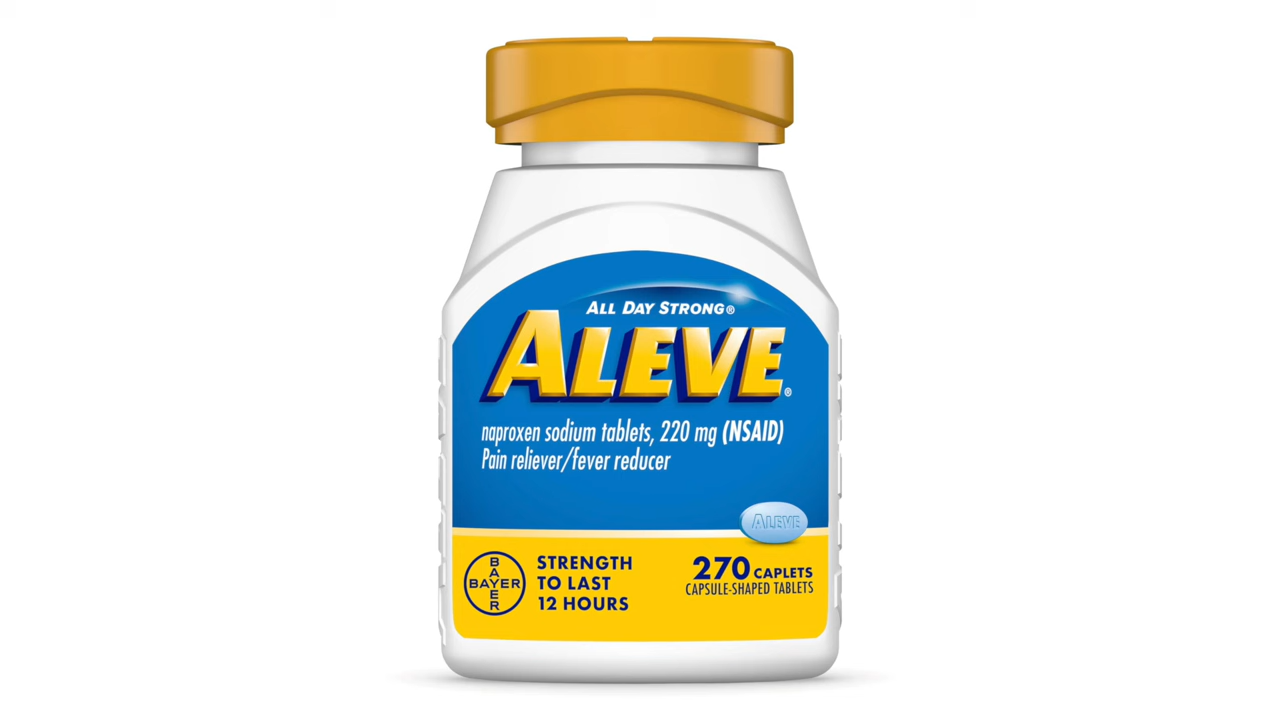 ALL DAY STRONG®
ALEVE®
naproxen sodium tablets, 220 mg (NSAID)
Pain reliever/fever reducer
ALEVE
BAYER
BAYER
STRENGTH
TO LAST
12 HOURS
270 CAPLETS
CAPSULE-SHAPED TABLETS